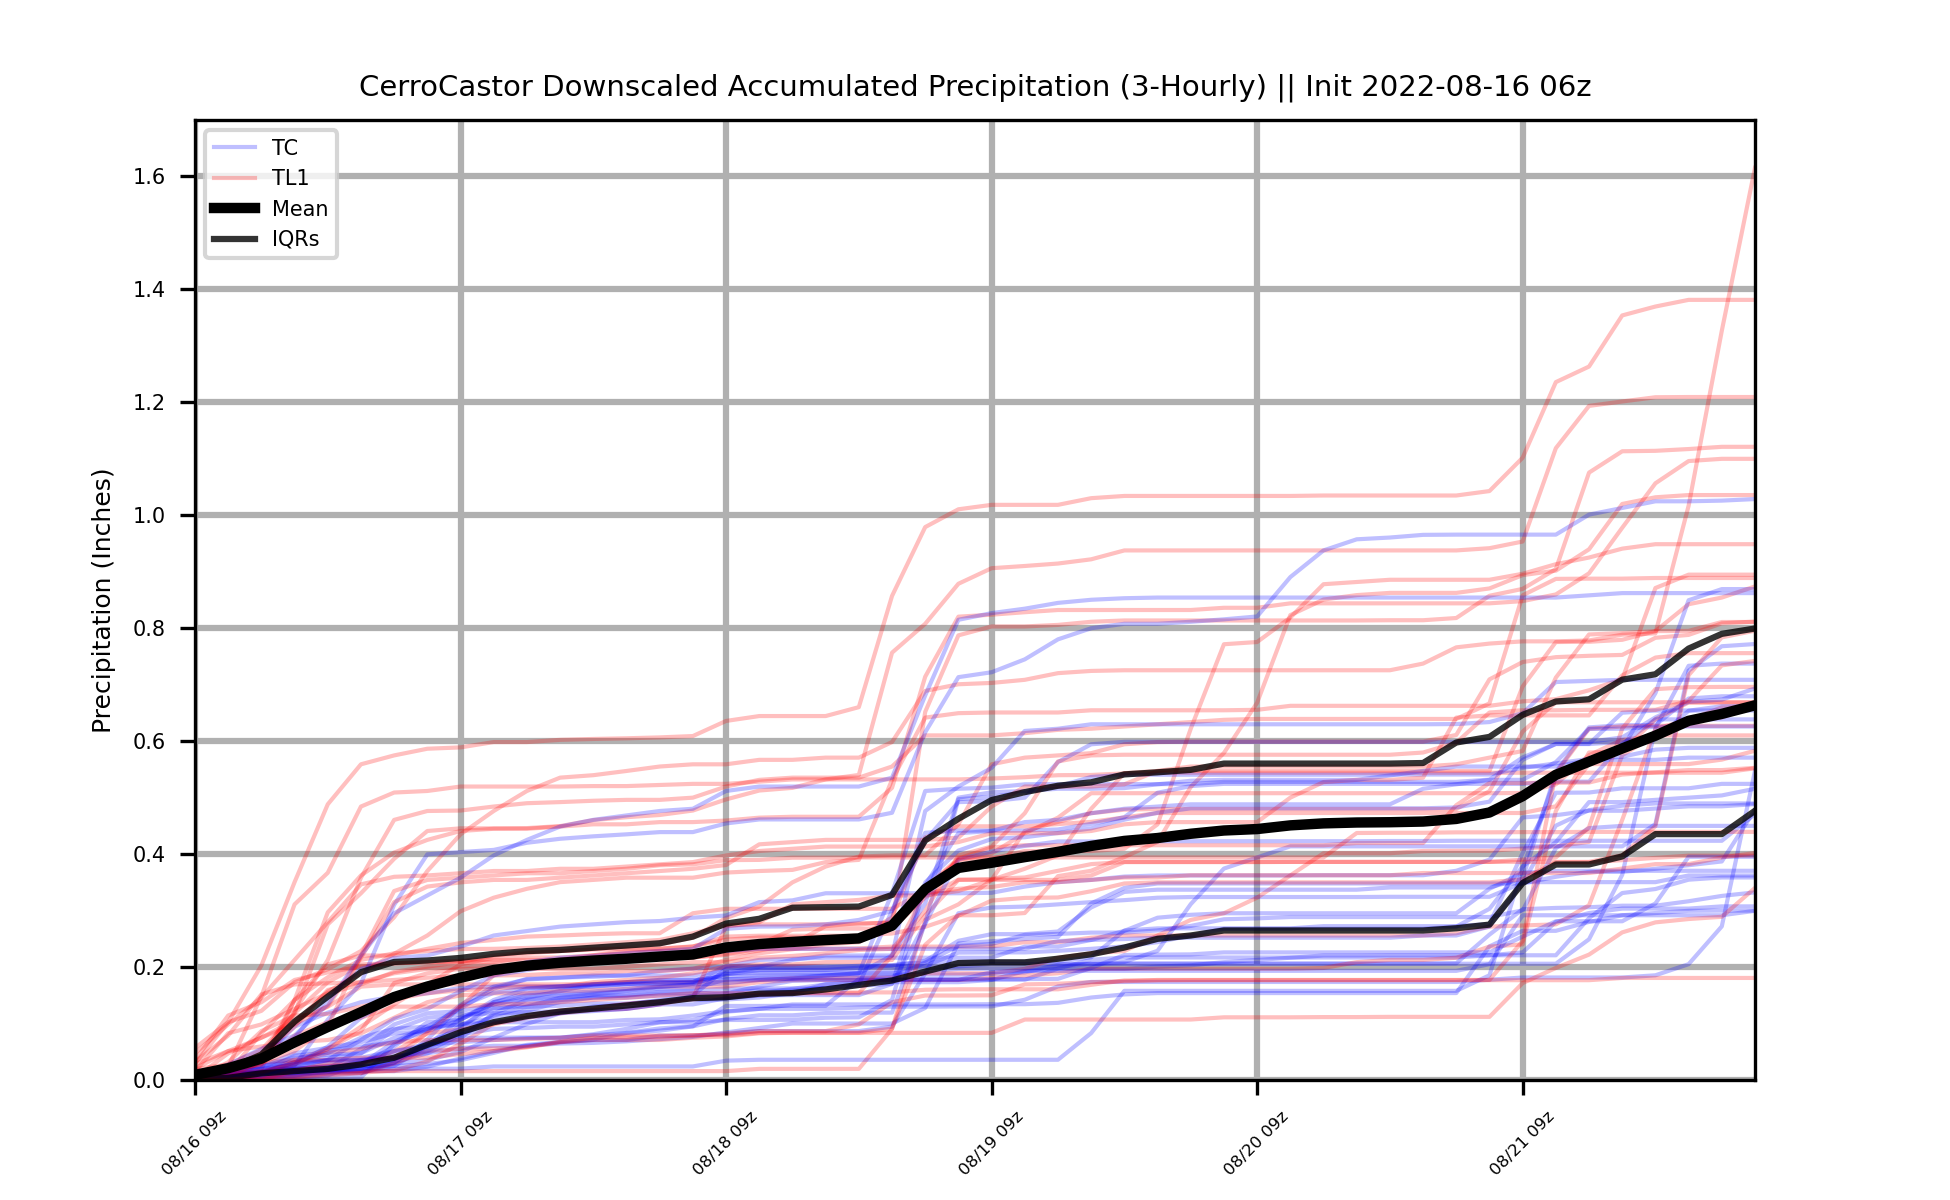 CerroCastor Downscaled Accumulated Precipitation (3-Hourly) || Init 2022-08-16 06z
TC
TL1
Mean
IQRs
Precipitation (Inches)
1.6
1.4
1.2
1.0
0.8
0.6
0.4
0.2
0.0
08/16 09z
08/17 09z
08/18 09z
08/19 09z
08/20 09z
08/21 09z